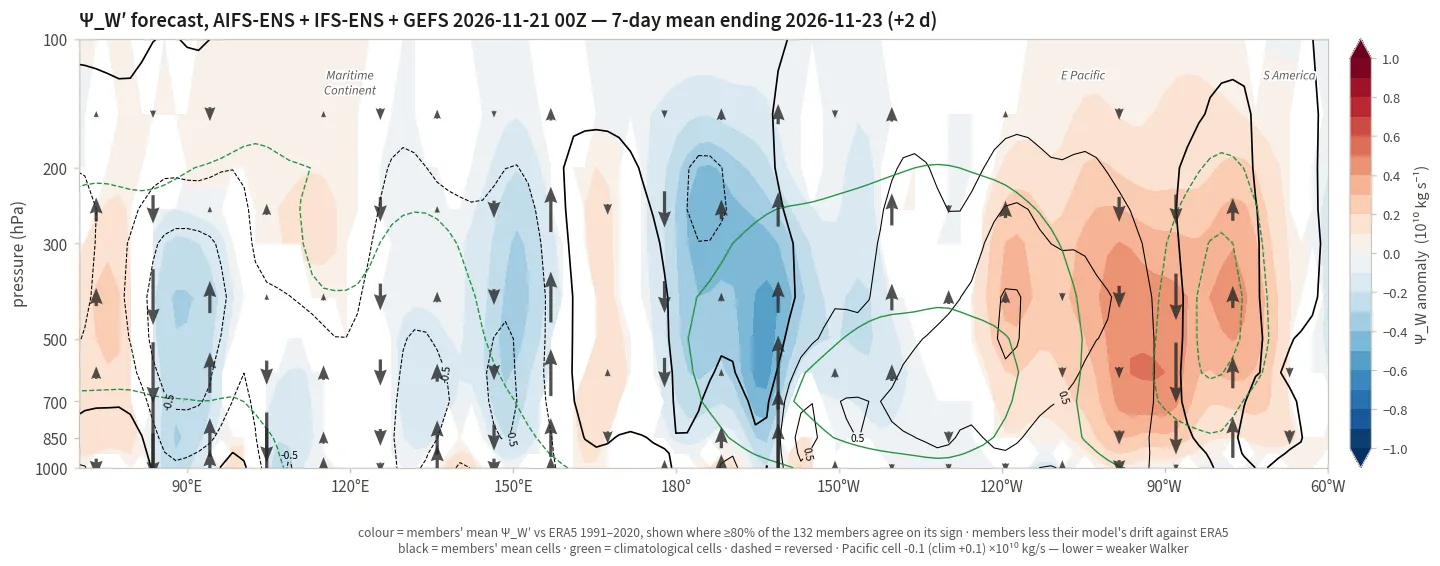 Ψ_W′ forecast, AIFS-ENS + IFS-ENS + GEFS 2026-11-21 00Z — 7-day mean ending 2026-11-23 (+2 d)
100
200
300
400
500
700
850
1000
pressure (hPa)
Maritime
Continent
E Pacific
S America
-0.5
-0.5
-0.5
-0.5
0.5
0.5
0.5
90°E
120°E
150°E
180°
150°W
120°W
90°W
60°W
1.0
0.8
0.6
0.4
0.2
0.0
−0.2
−0.4
−0.6
−0.8
−1.0
Ψ_W anomaly (10¹⁰ kg s⁻¹)
colour = members' mean Ψ_W′ vs ERA5 1991–2020, shown where ≥80% of the 132 members agree on its sign · members less their model's drift against ERA5
black = members' mean cells · green = climatological cells · dashed = reversed · Pacific cell -0.1 (clim +0.1) ×10¹⁰ kg/s — lower = weaker Walker